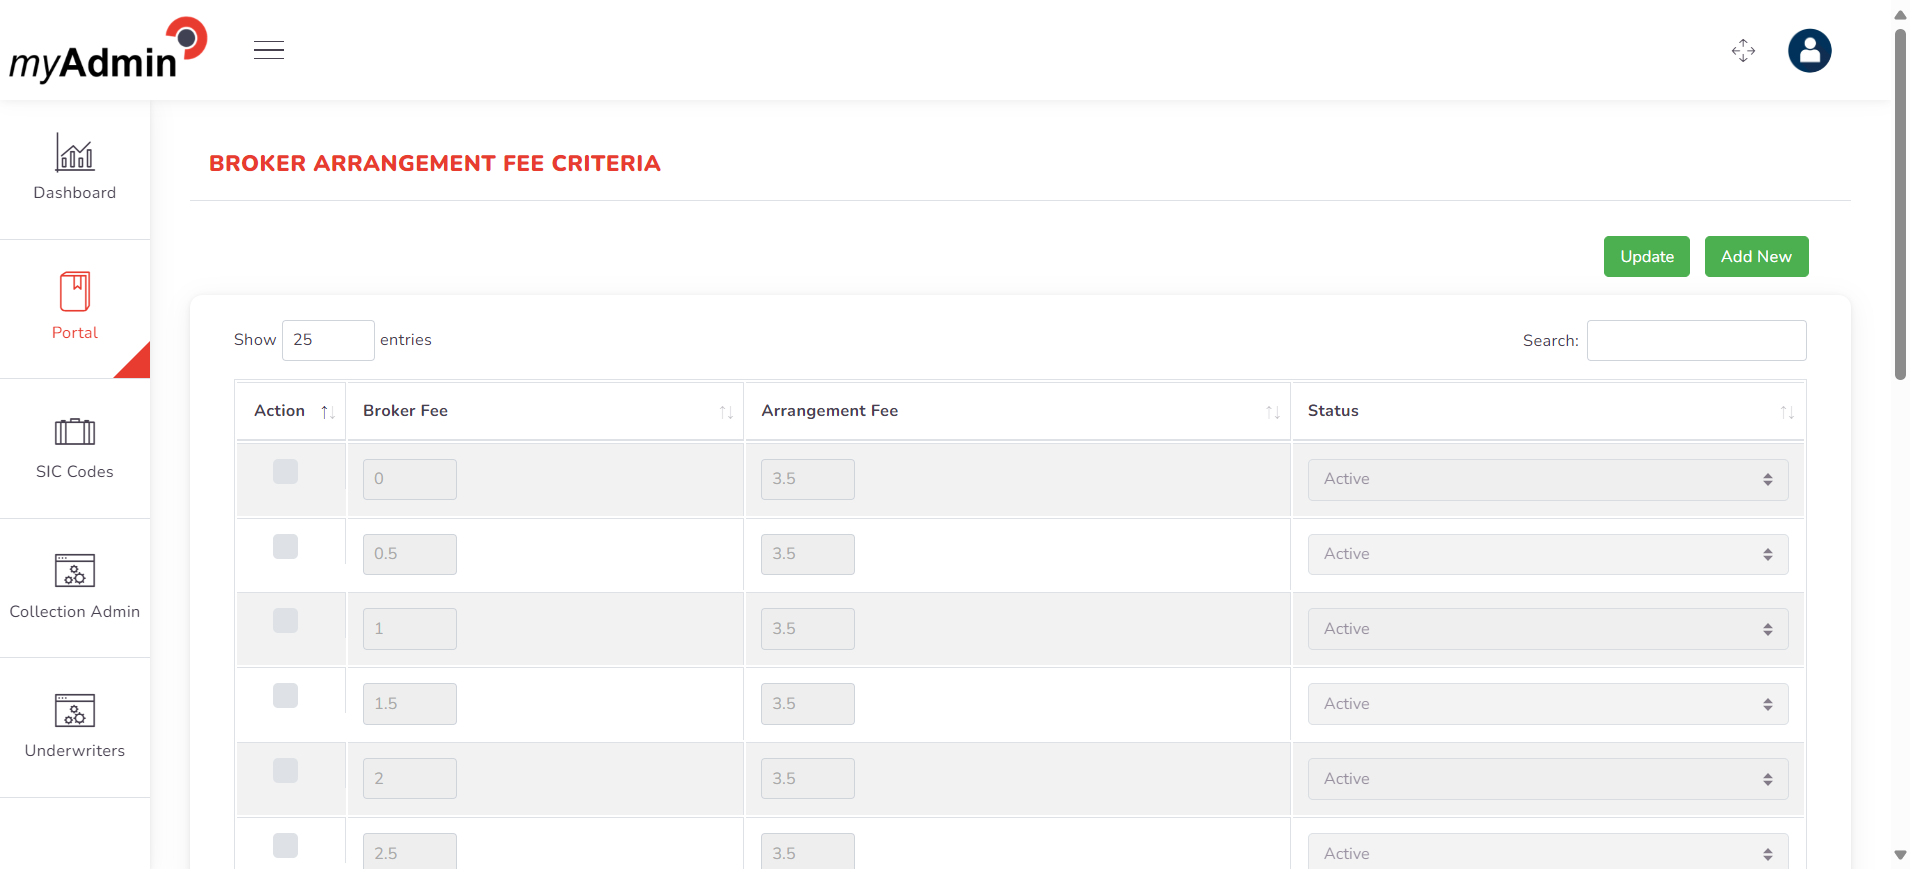 myAdmin
Dashboard
Portal
SIC Codes
Collection Admin
Underwriters
BROKER ARRANGEMENT FEE CRITERIA
Update Add New
Show 25 entries Search:
Action Broker Fee Arrangement Fee Status
0 3.5 Active
0.5 3.5 Active
1 3.5 Active
1.5 3.5 Active
2 3.5 Active
2.5 3.5 Active